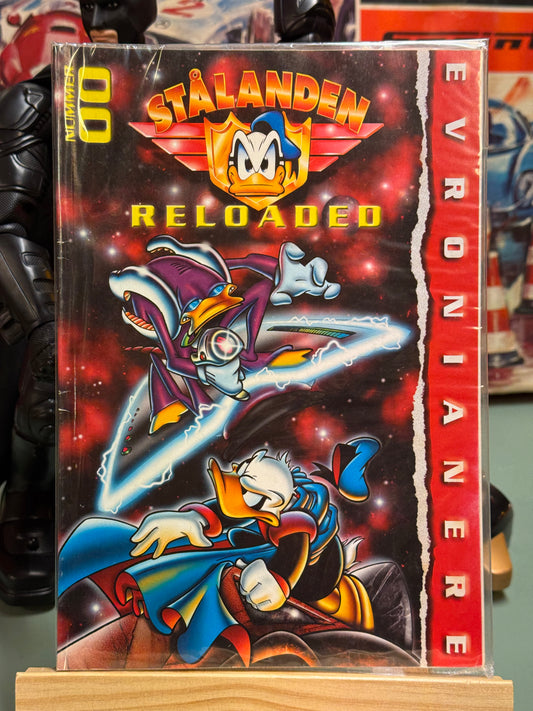 NUMMER 00
STÅLANDEN
RELOADED
EVRONIANERE